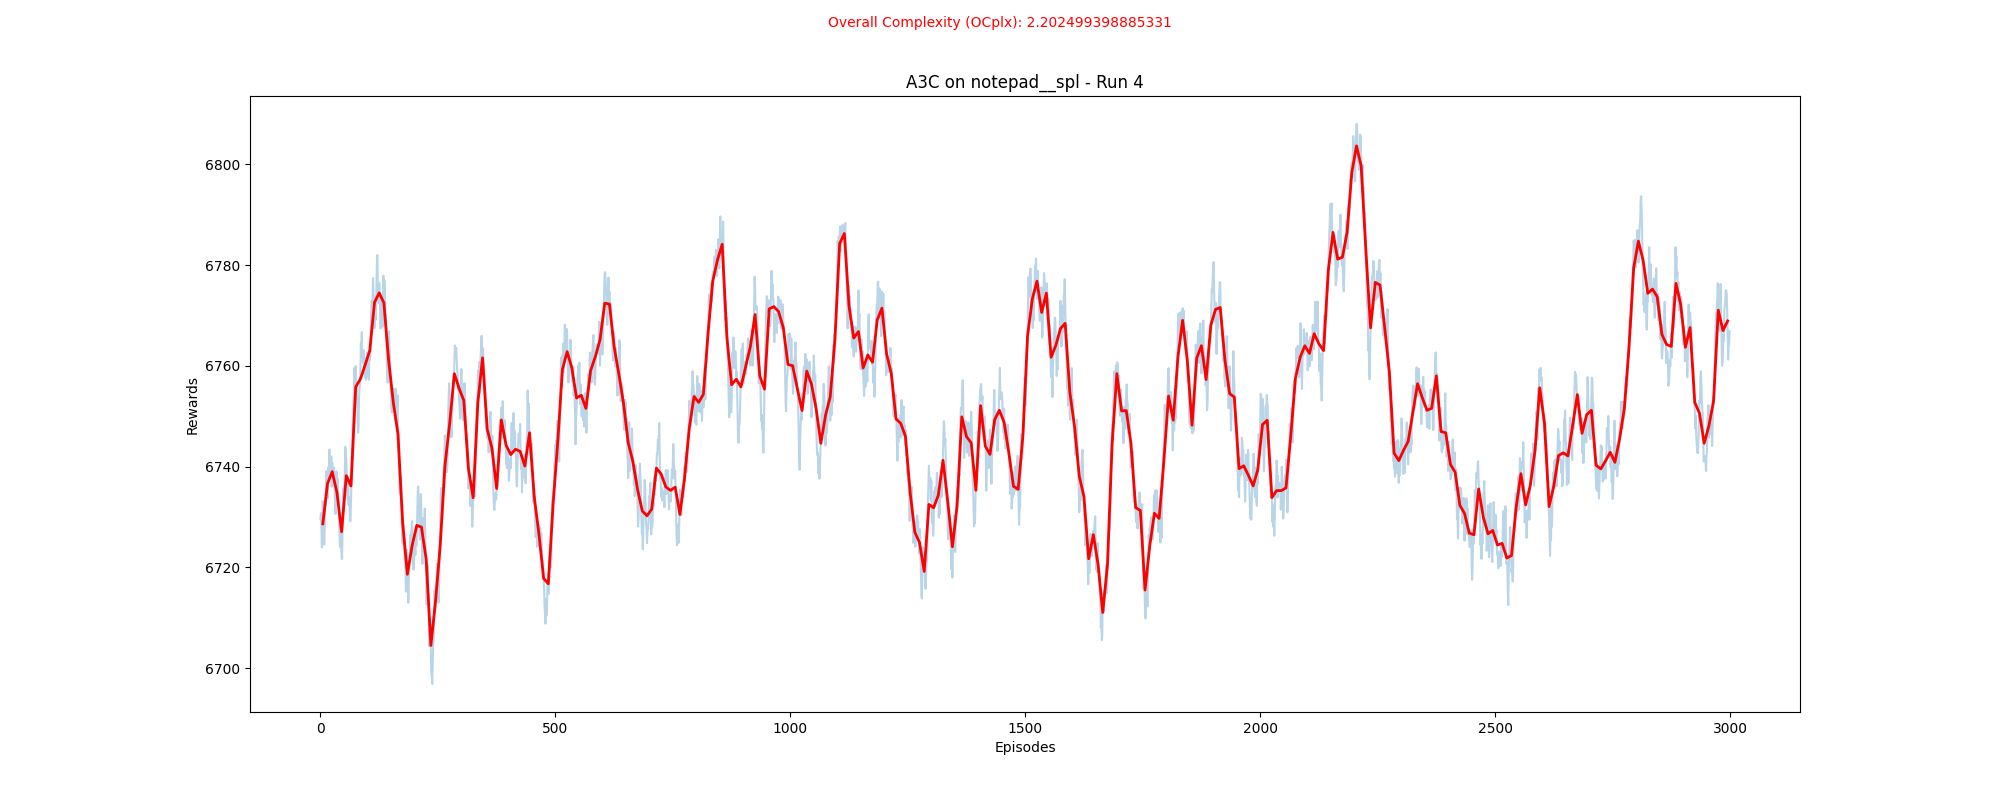 Overall Complexity (OCplx): 2.202499398885331
A3C on notepad__spl - Run 4
Rewards
6800
6780
6760
6740
6720
6700
0 500 1000 1500 2000 2500 3000
Episodes